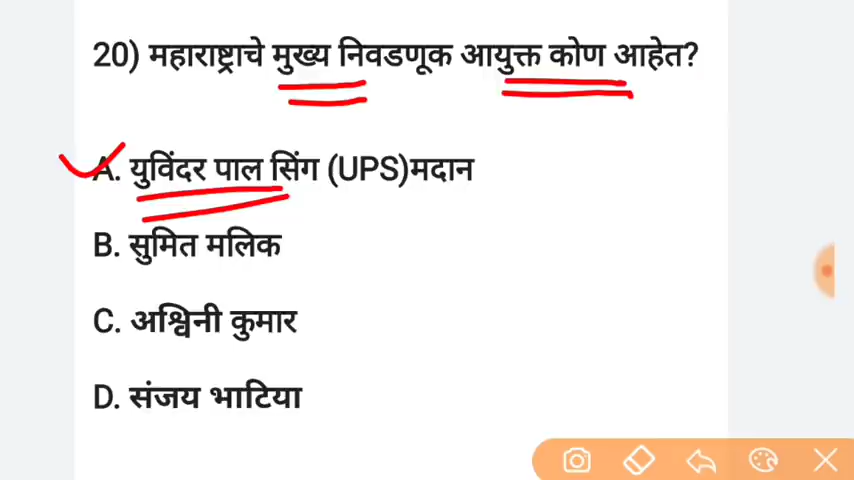 20) महाराष्ट्राचे मुख्य निवडणूक आयुक्त कोण आहेत?
A. युविंदर पाल सिंग (UPS)मदान
B. सुमित मलिक
C. अश्विनी कुमार
D. संजय भाटिया